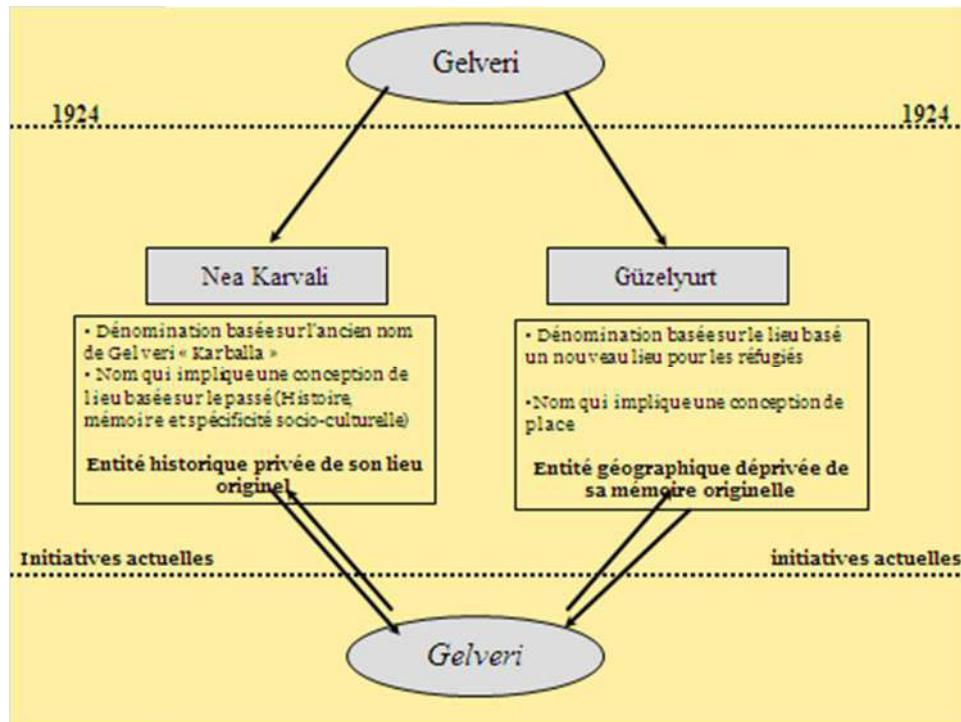 Gelveri
1924
1924
Nea Karvali
Güzelyurt
• Dénomination basée sur l'ancien nom
de Gelveri « Karballa »
• Nom qui implique une conception de
lieu basée sur le passé (Histoire,
mémoire et spécificité socio-culturelle)
Entité historique privée de son lieu
originel
• Dénomination basée sur le lieu basé
un nouveau lieu pour les réfugiés
•Nom qui implique une conception de
place
Entité géographique déprivée de
sa mémoire originelle
Initiatives actuelles
initiatives actuelles
Gelveri